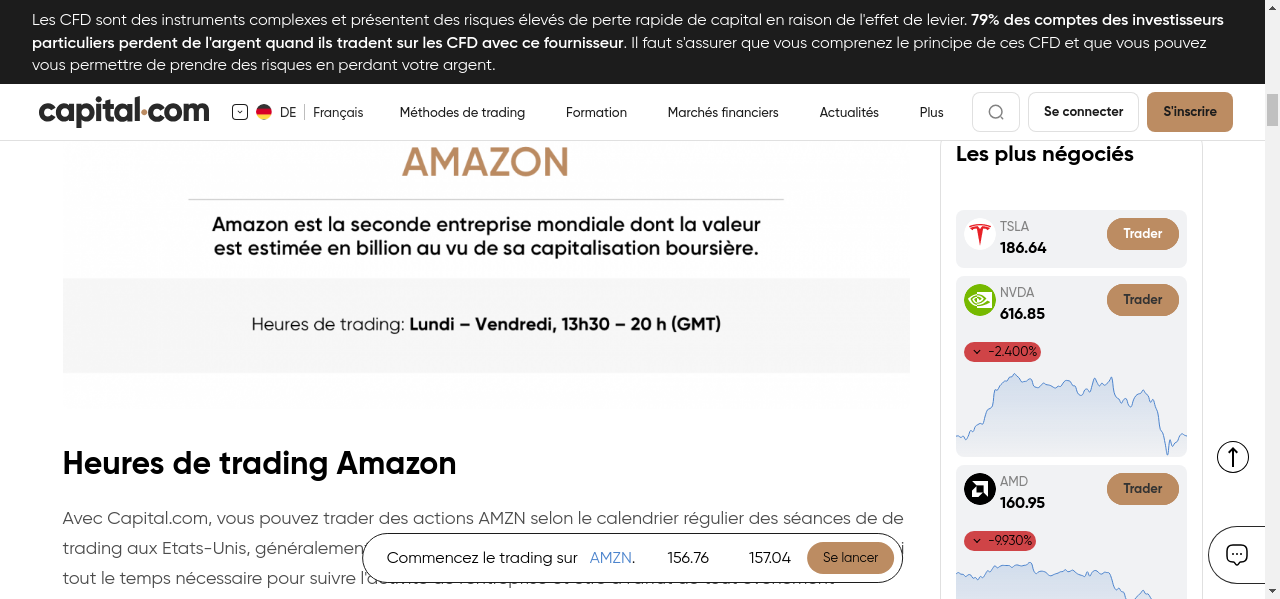 Les CFD sont des instruments complexes et présentent des risques élevés de perte rapide de capital en raison de l'effet de levier. 79% des comptes des investisseurs
particuliers perdent de l'argent quand ils tradent sur les CFD avec ce fournisseur. Il faut s'assurer que vous comprenez le principe de ces CFD et que vous pouvez
vous permettre de prendre des risques en perdant votre argent.
capital.com
DE
Français
Méthodes de trading
Formation
Marchés financiers
Actualités
Plus
Se connecter
S'inscrire
AMAZON
Amazon est la seconde entreprise mondiale dont la valeur
est estimée en billion au vu de sa capitalisation boursière.
Heures de trading: Lundi – Vendredi, 13h30 – 20 h (GMT)
Heures de trading Amazon
Avec Capital.com, vous pouvez trader des actions AMZN selon le calendrier régulier des séances de de
trading aux Etats-Unis, généralemen
tout le temps nécessaire pour suivre l'
Commencez le trading sur AMZN.
156.76
157.04
Se lancer
Les plus négociés
TSLA
186.64
Trader
NVDA
616.85
Trader
-2.400%
AMD
160.95
Trader
-9.930%